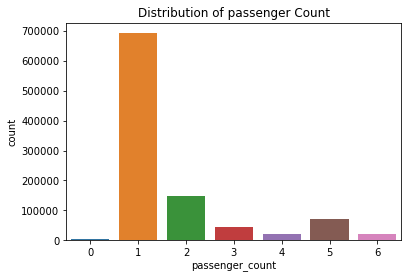 Distribution of passenger Count
700000
600000
500000
400000
300000
200000
100000
0
count
0 1 2 3 4 5 6
passenger_count